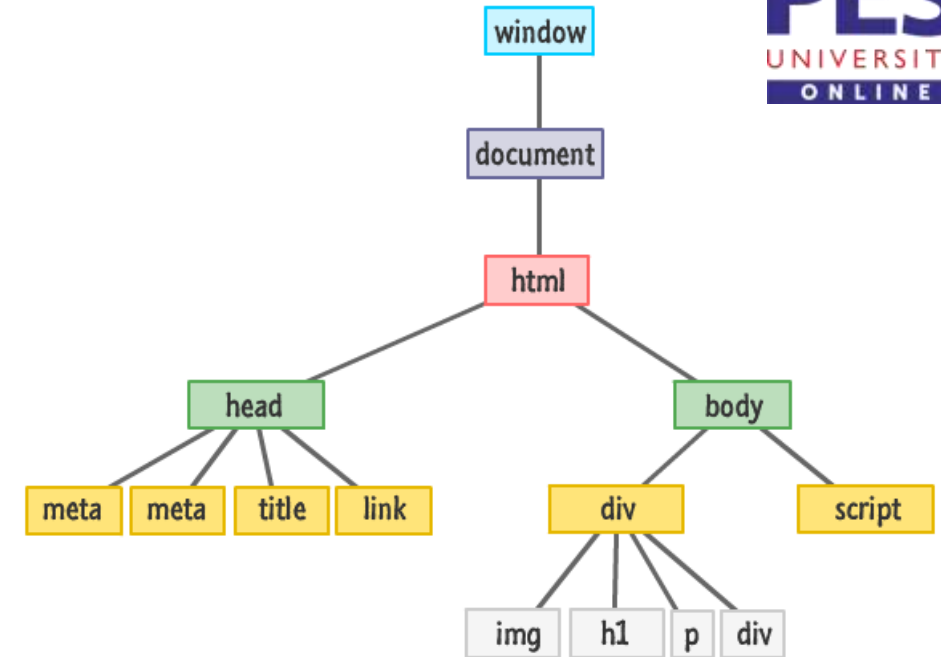 window
UNIVERSIT
ONLINE
document
html
head
body
meta
meta
title
link
div
script
img
h1
p
div